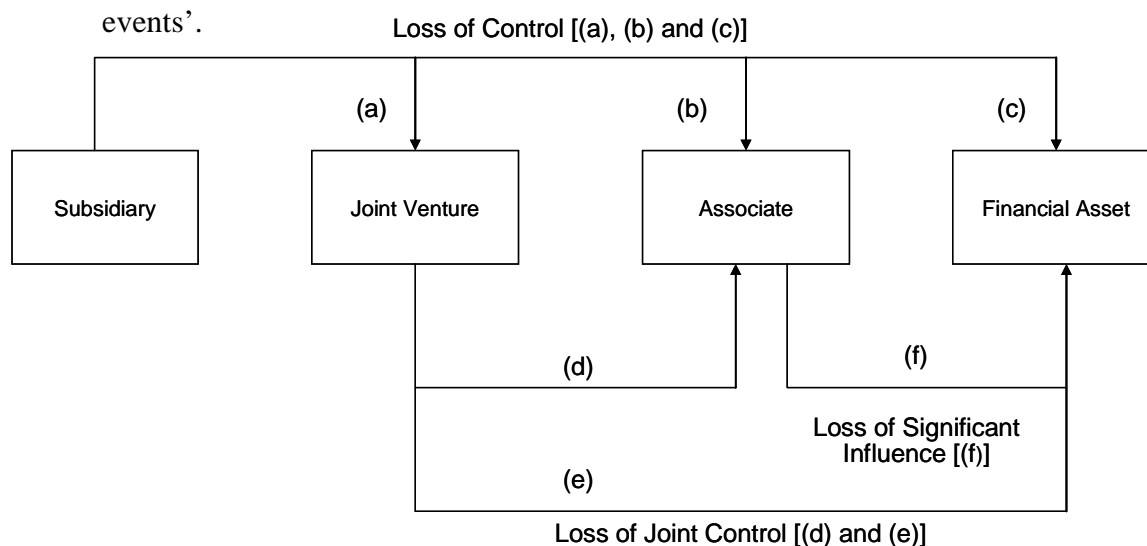 events’.
Loss of Control [(a), (b) and (c)]
(a)
(b)
(c)
Subsidiary
Joint Venture
Associate
Financial Asset
(d)
(f)
Loss of Significant
Influence [(f)]
(e)
Loss of Joint Control [(d) and (e)]